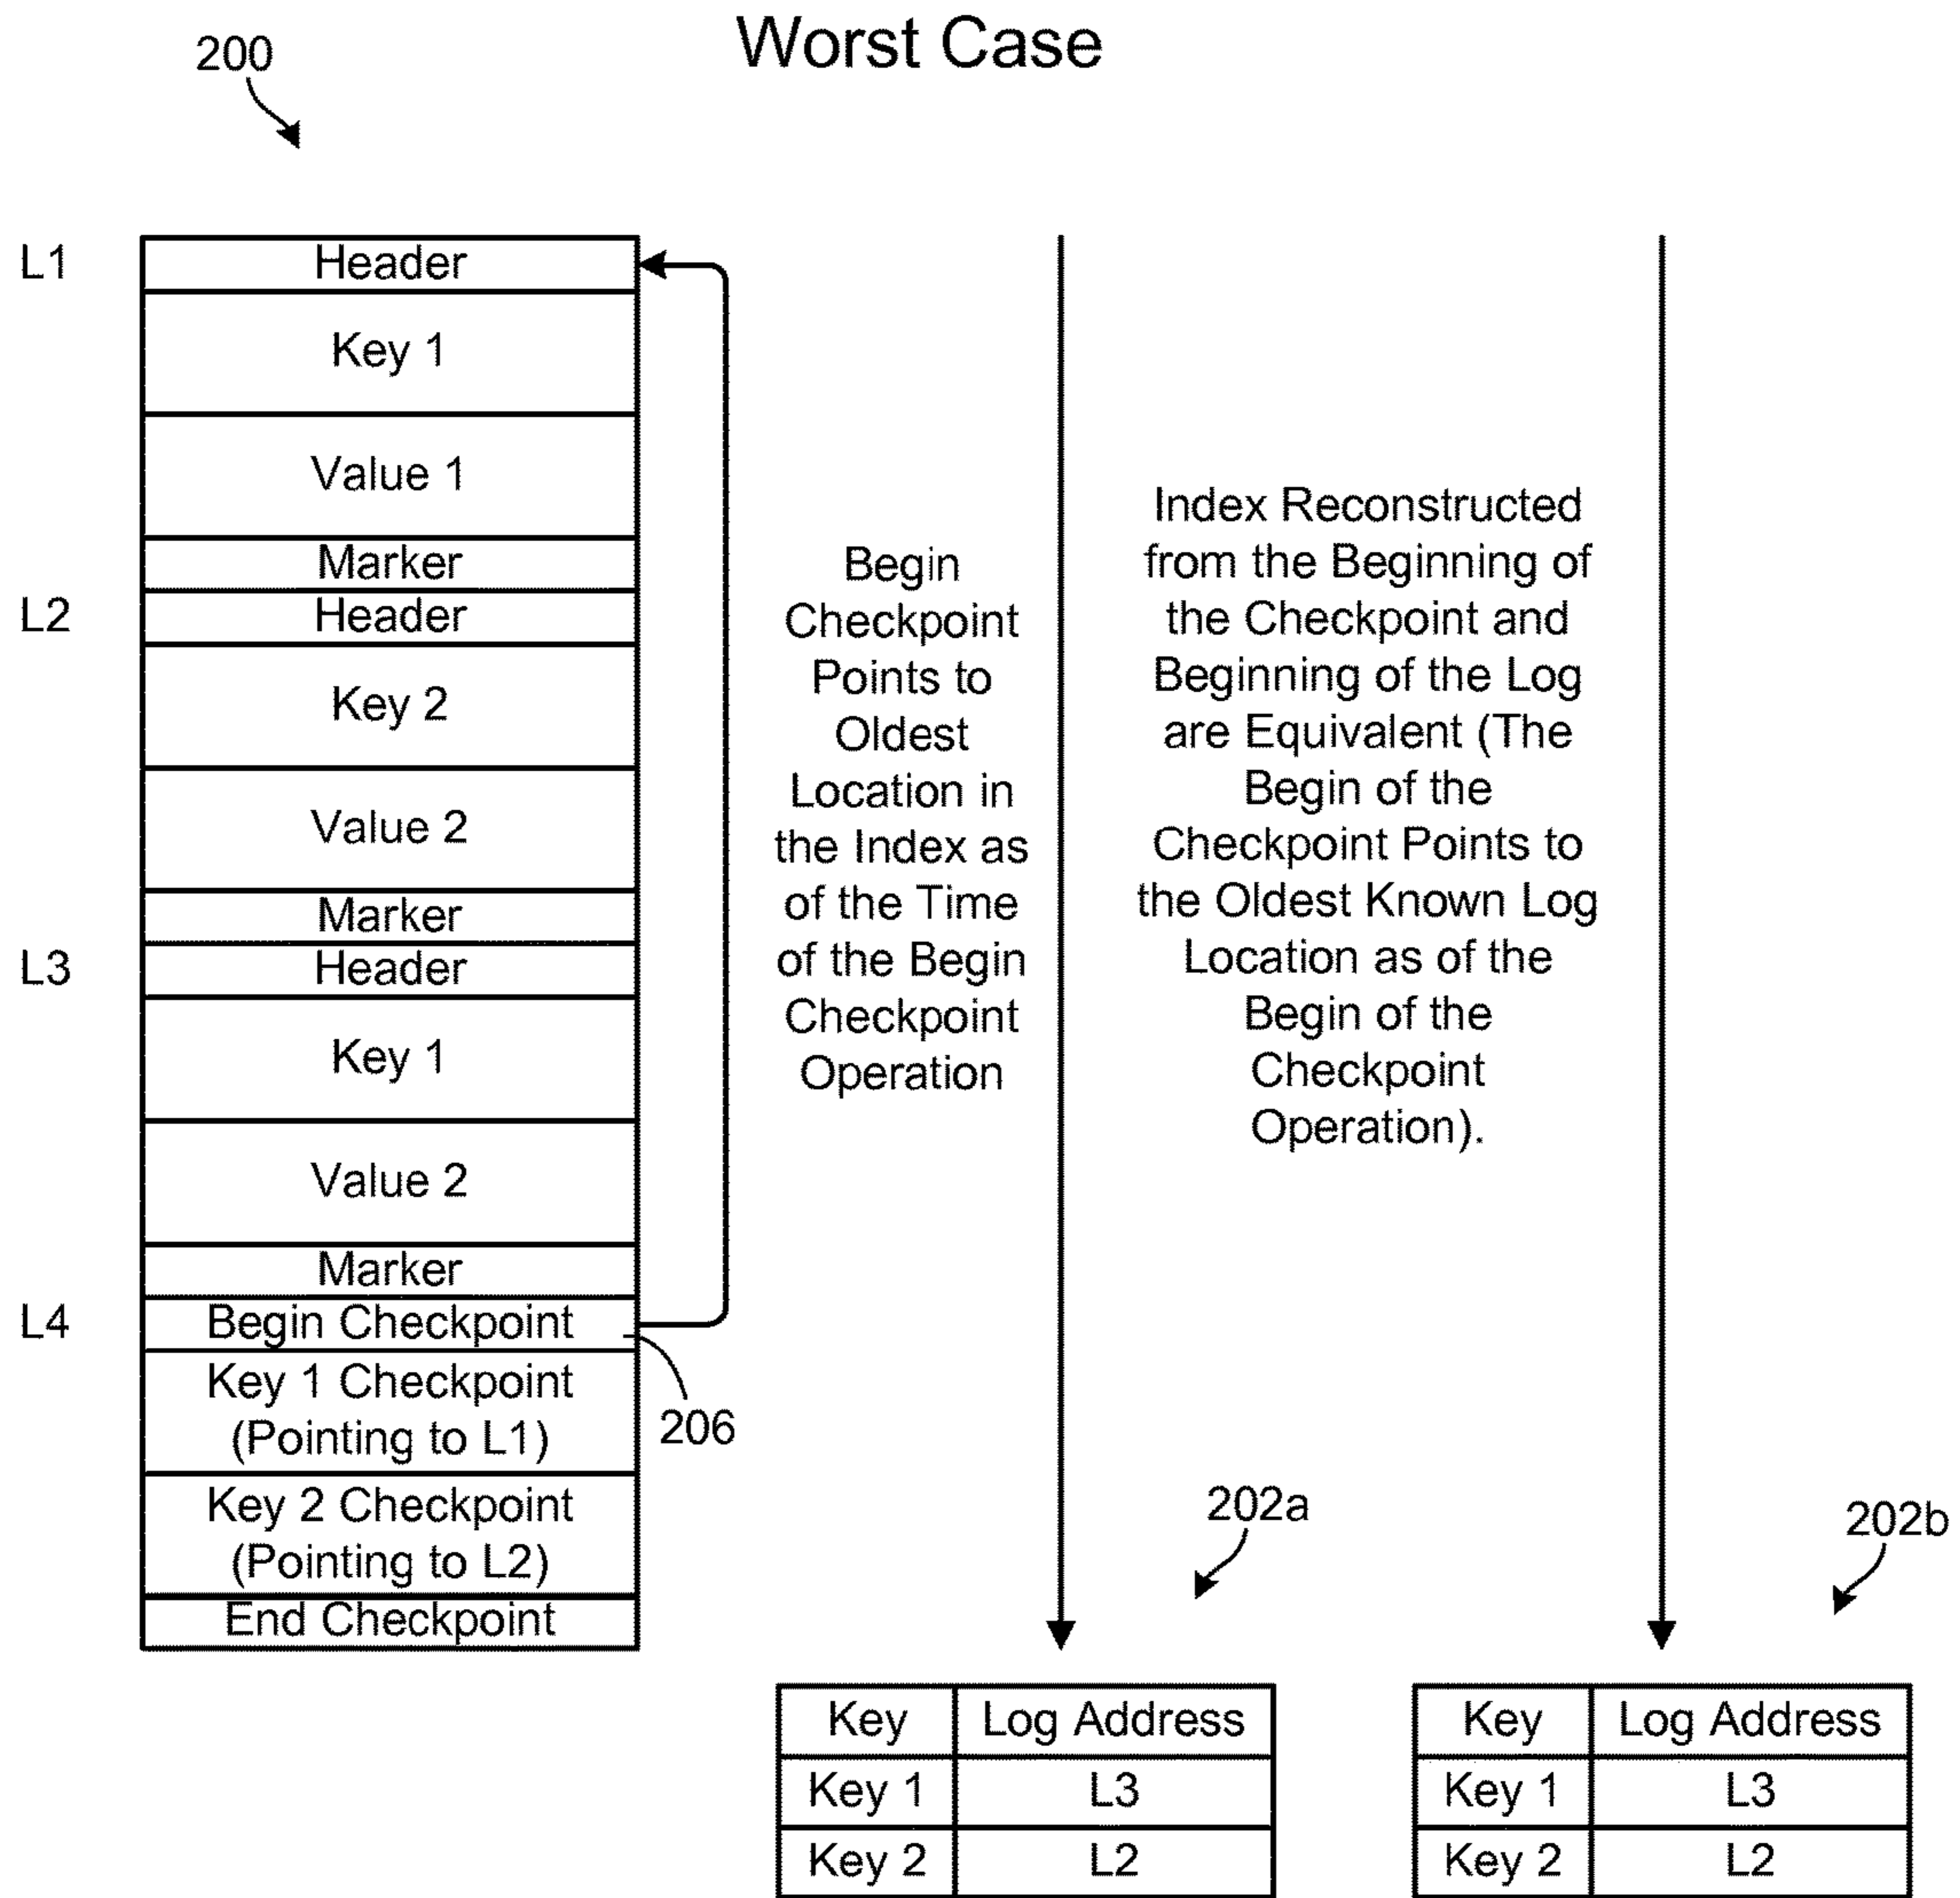 Worst Case
200
L1
Header
Key 1
Value 1
Marker
L2
Header
Key 2
Value 2
Marker
L3
Header
Key 1
Value 2
Marker
L4
Begin Checkpoint
206
Key 1 Checkpoint
(Pointing to L1)
Key 2 Checkpoint
(Pointing to L2)
End Checkpoint
Begin
Checkpoint
Points to
Oldest
Location in
the Index as
of the Time
of the Begin
Checkpoint
Operation
Index Reconstructed
from the Beginning of
the Checkpoint and
Beginning of the Log
are Equivalent (The
Begin of the
Checkpoint Points to
the Oldest Known Log
Location as of the
Begin of the
Checkpoint
Operation).
202a
Key Log Address
Key 1 L3
Key 2 L2
202b
Key Log Address
Key 1 L3
Key 2 L2